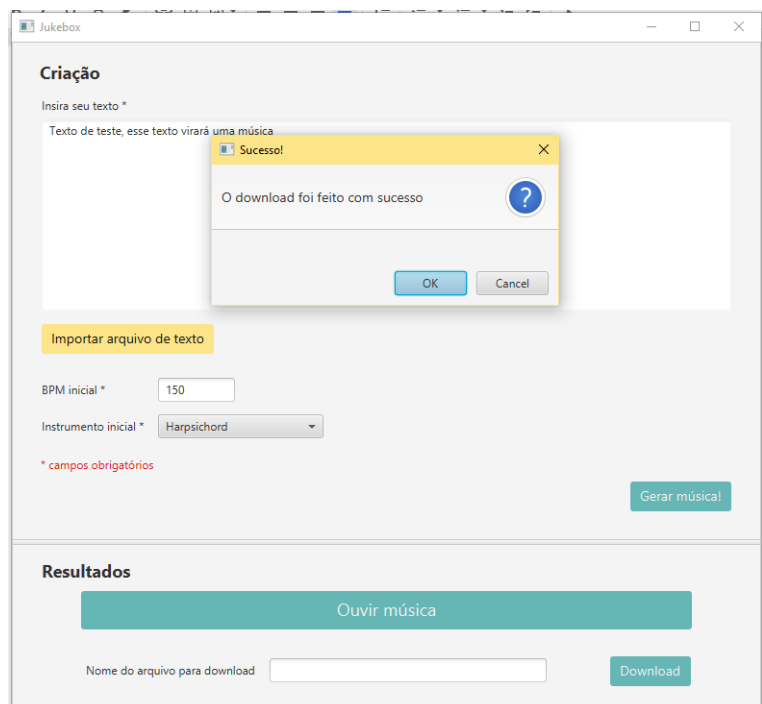 Jukebox
Criação
Insira seu texto *
Texto de teste, esse texto virará uma música
Sucesso!
O download foi feito com sucesso
?
OK Cancel
Importar arquivo de texto
BPM inicial * 150
Instrumento inicial * Harpsichord
* campos obrigatórios
Gerar música!
Resultados
Ouvir música
Nome do arquivo para download Download